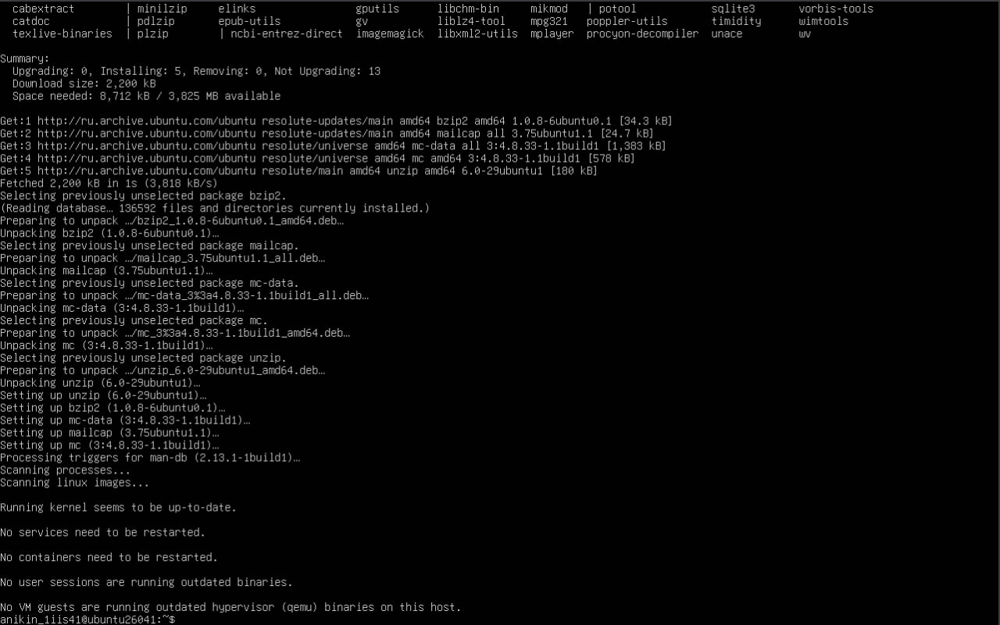 cabextract | minilzip elinks gputils libchm-bin mikmod | potool sqlite3 vorbis-tools
catdoc | pdlzip epub-utils gv liblz4-tool mpg321 poppler-utils timidity wimtools
texlive-binaries | plzip | ncbi-entrez-direct imagemagick libxml2-utils mplayer procyon-decompiler unace wv
Summary:
Upgrading: 0, Installing: 5, Removing: 0, Not Upgrading: 13
Download size: 2,200 kB
Space needed: 8,712 kB / 3,825 MB available
Get:1 http://ru.archive.ubuntu.com/ubuntu resolute-updates/main amd64 bzip2 amd64 1.0.8-6ubuntu0.1 [34.3 kB]
Get:2 http://ru.archive.ubuntu.com/ubuntu resolute-updates/main amd64 mailcap all 3.75ubuntu1.1 [24.7 kB]
Get:3 http://ru.archive.ubuntu.com/ubuntu resolute/universe amd64 mc-data all 3:4.8.33-1.1build1 [1,383 kB]
Get:4 http://ru.archive.ubuntu.com/ubuntu resolute/universe amd64 mc amd64 3:4.8.33-1.1build1 [578 kB]
Get:5 http://ru.archive.ubuntu.com/ubuntu resolute/main amd64 unzip amd64 6.0-29ubuntu1 [180 kB]
Fetched 2,200 kB in 1s (3,818 kB/s)
Selecting previously unselected package bzip2.
(Reading database… 136592 files and directories currently installed.)
Preparing to unpack …/bzip2_1.0.8-6ubuntu0.1_amd64.deb…
Unpacking bzip2 (1.0.8-6ubuntu0.1)…
Selecting previously unselected package mailcap.
Preparing to unpack …/mailcap_3.75ubuntu1.1_all.deb…
Unpacking mailcap (3.75ubuntu1.1)…
Selecting previously unselected package mc-data.
Preparing to unpack …/mc-data_3%3a4.8.33-1.1build1_all.deb…
Unpacking mc-data (3:4.8.33-1.1build1)…
Selecting previously unselected package mc.
Preparing to unpack …/mc_3%3a4.8.33-1.1build1_amd64.deb…
Unpacking mc (3:4.8.33-1.1build1)…
Selecting previously unselected package unzip.
Preparing to unpack …/unzip_6.0-29ubuntu1_amd64.deb…
Unpacking unzip (6.0-29ubuntu1)…
Setting up unzip (6.0-29ubuntu1)…
Setting up bzip2 (1.0.8-6ubuntu0.1)…
Setting up mc-data (3:4.8.33-1.1build1)…
Setting up mailcap (3.75ubuntu1.1)…
Setting up mc (3:4.8.33-1.1build1)…
Processing triggers for man-db (2.13.1-1build1)…
Scanning processes...
Scanning linux images...
Running kernel seems to be up-to-date.
No services need to be restarted.
No containers need to be restarted.
No user sessions are running outdated binaries.
No VM guests are running outdated hypervisor (qemu) binaries on this host.
anikin_1iis41@ubuntu26041:~$